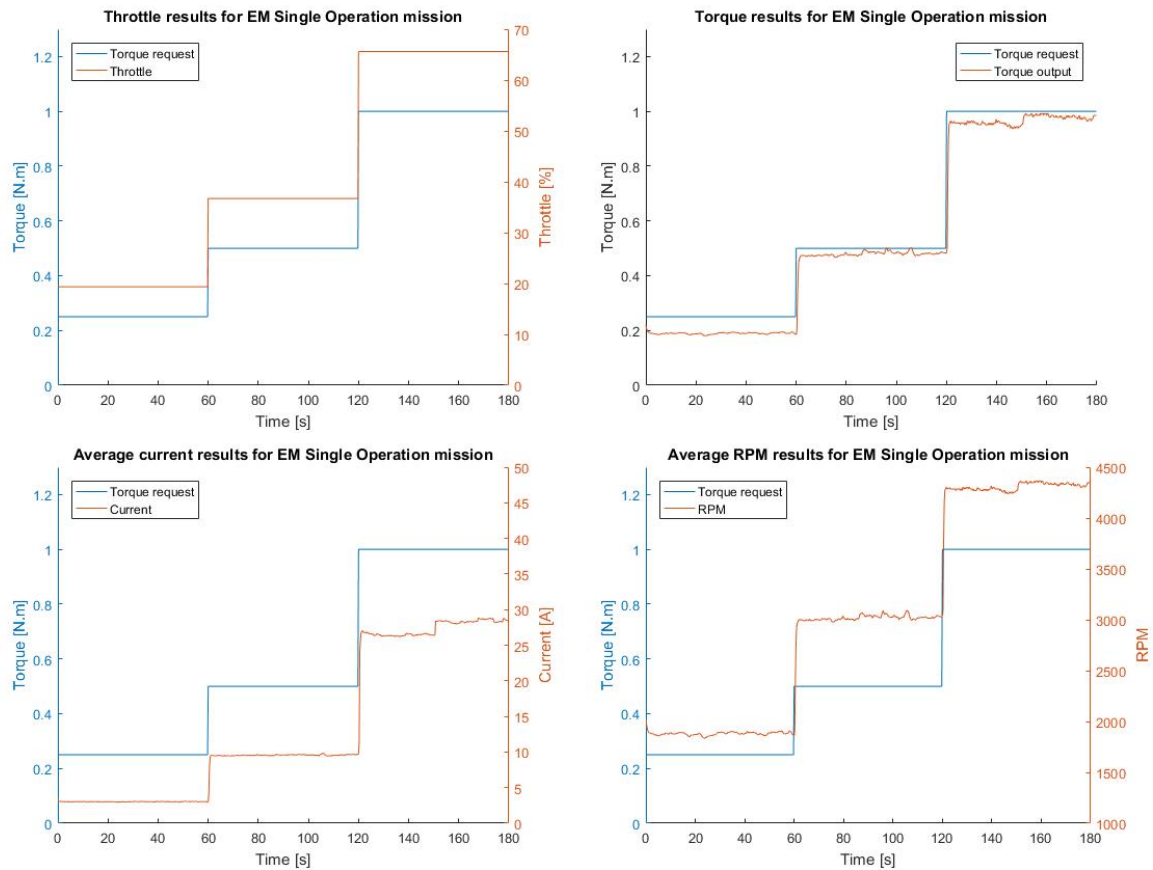 Throttle results for EM Single Operation mission
70
1.2
Torque request
Throttle
60
1
50
0.8
40
Torque [N.m]
Throttle [%]
0.6
30
0.4
20
0.2
10
0
0
0 20 40 60 80 100 120 140 160 180
Time [s]
Torque results for EM Single Operation mission
1.2
Torque request
Torque output
1
0.8
Torque [N.m]
0.6
0.4
0.2
0
0 20 40 60 80 100 120 140 160 180
Time [s]
Average current results for EM Single Operation mission
50
1.2
Torque request
Current
45
40
1
35
0.8
30
Torque [N.m]
Current [A]
25
0.6
20
0.4
15
10
0.2
5
0
0
0 20 40 60 80 100 120 140 160 180
Time [s]
Average RPM results for EM Single Operation mission
4500
1.2
Torque request
RPM
4000
1
3500
0.8
3000
Torque [N.m]
RPM
0.6
2500
0.4
2000
0.2
1500
0
1000
0 20 40 60 80 100 120 140 160 180
Time [s]